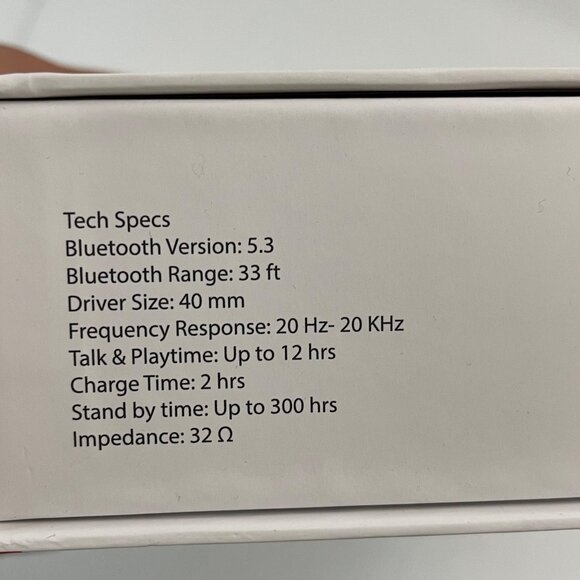 Tech Specs
Bluetooth Version: 5.3
Bluetooth Range: 33 ft
Driver Size: 40 mm
Frequency Response: 20 Hz- 20 KHz
Talk & Playtime: Up to 12 hrs
Charge Time: 2 hrs
Stand by time: Up to 300 hrs
Impedance: 32 Ω